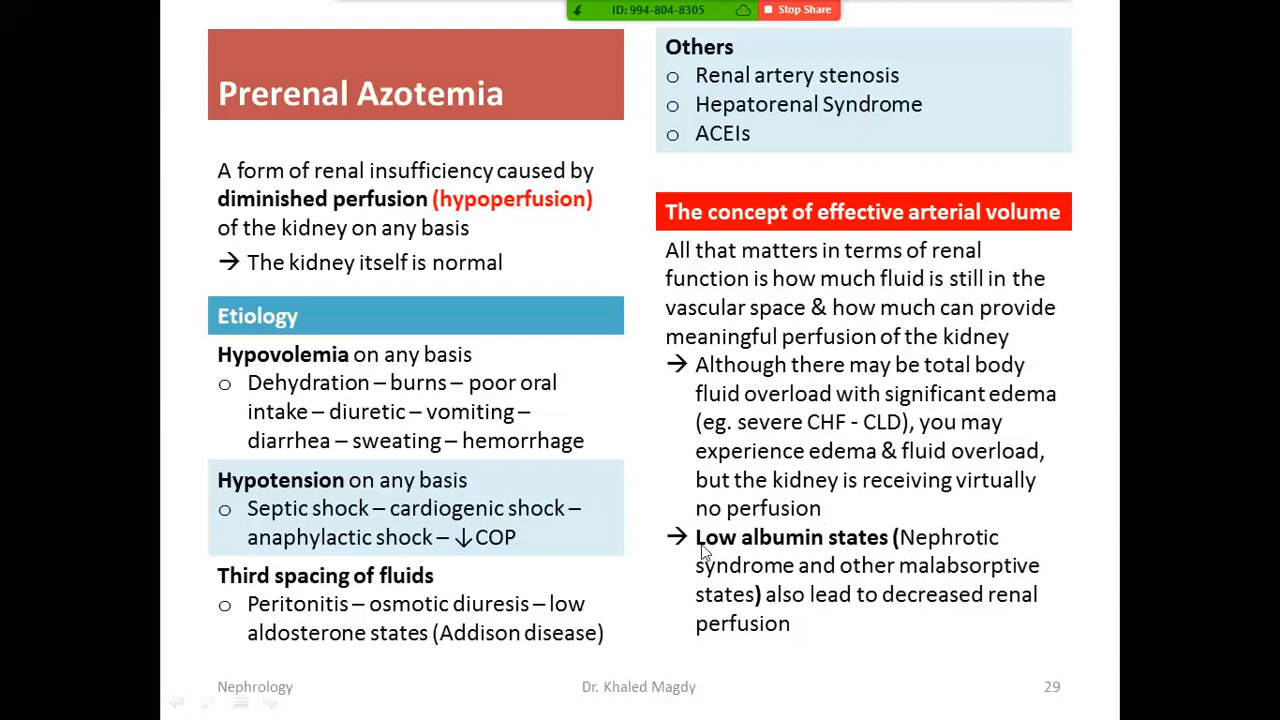 ID: 994-804-8305
Stop Share
Prerenal Azotemia
A form of renal insufficiency caused by
diminished perfusion (hypoperfusion)
of the kidney on any basis
→ The kidney itself is normal
Etiology
Hypovolemia on any basis
o Dehydration – burns – poor oral
intake – diuretic – vomiting –
diarrhea – sweating – hemorrhage
Hypotension on any basis
o Septic shock – cardiogenic shock –
anaphylactic shock – ↓COP
Third spacing of fluids
o Peritonitis – osmotic diuresis – low
aldosterone states (Addison disease)
Others
o Renal artery stenosis
o Hepatorenal Syndrome
o ACEIs
The concept of effective arterial volume
All that matters in terms of renal
function is how much fluid is still in the
vascular space & how much can provide
meaningful perfusion of the kidney
→ Although there may be total body
fluid overload with significant edema
(eg. severe CHF - CLD), you may
experience edema & fluid overload,
but the kidney is receiving virtually
no perfusion
→ Low albumin states (Nephrotic
syndrome and other malabsorptive
states) also lead to decreased renal
perfusion
Nephrology
Dr. Khaled Magdy
29